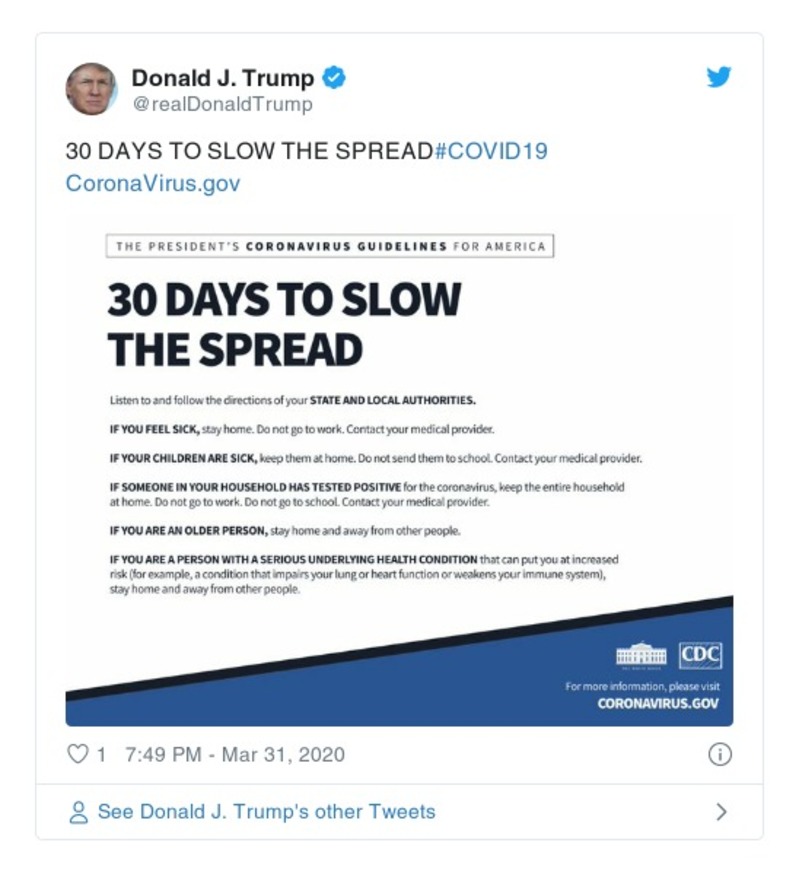 Donald J. Trump
@realDonaldTrump
30 DAYS TO SLOW THE SPREAD#COVID19
CoronaVirus.gov
THE PRESIDENT'S CORONAVIRUS GUIDELINES FOR AMERICA
30 DAYS TO SLOW
THE SPREAD
Listen to and follow the directions of your STATE AND LOCAL AUTHORITIES.
IF YOU FEEL SICK, stay home. Do not go to work. Contact your medical provider.
IF YOUR CHILDREN ARE SICK, keep them at home. Do not send them to school. Contact your medical provider.
IF SOMEONE IN YOUR HOUSEHOLD HAS TESTED POSITIVE for the coronavirus, keep the entire household
at home. Do not go to work. Do not go to school. Contact your medical provider.
IF YOU ARE AN OLDER PERSON, stay home and away from other people.
IF YOU ARE A PERSON WITH A SERIOUS UNDERLYING HEALTH CONDITION that can put you at increased
risk (for example, a condition that impairs your lung or heart function or weakens your immune system),
stay home and away from other people.
CDC
For more information, please visit
CORONAVIRUS.GOV
1 7:49 PM - Mar 31, 2020
See Donald J. Trump's other Tweets